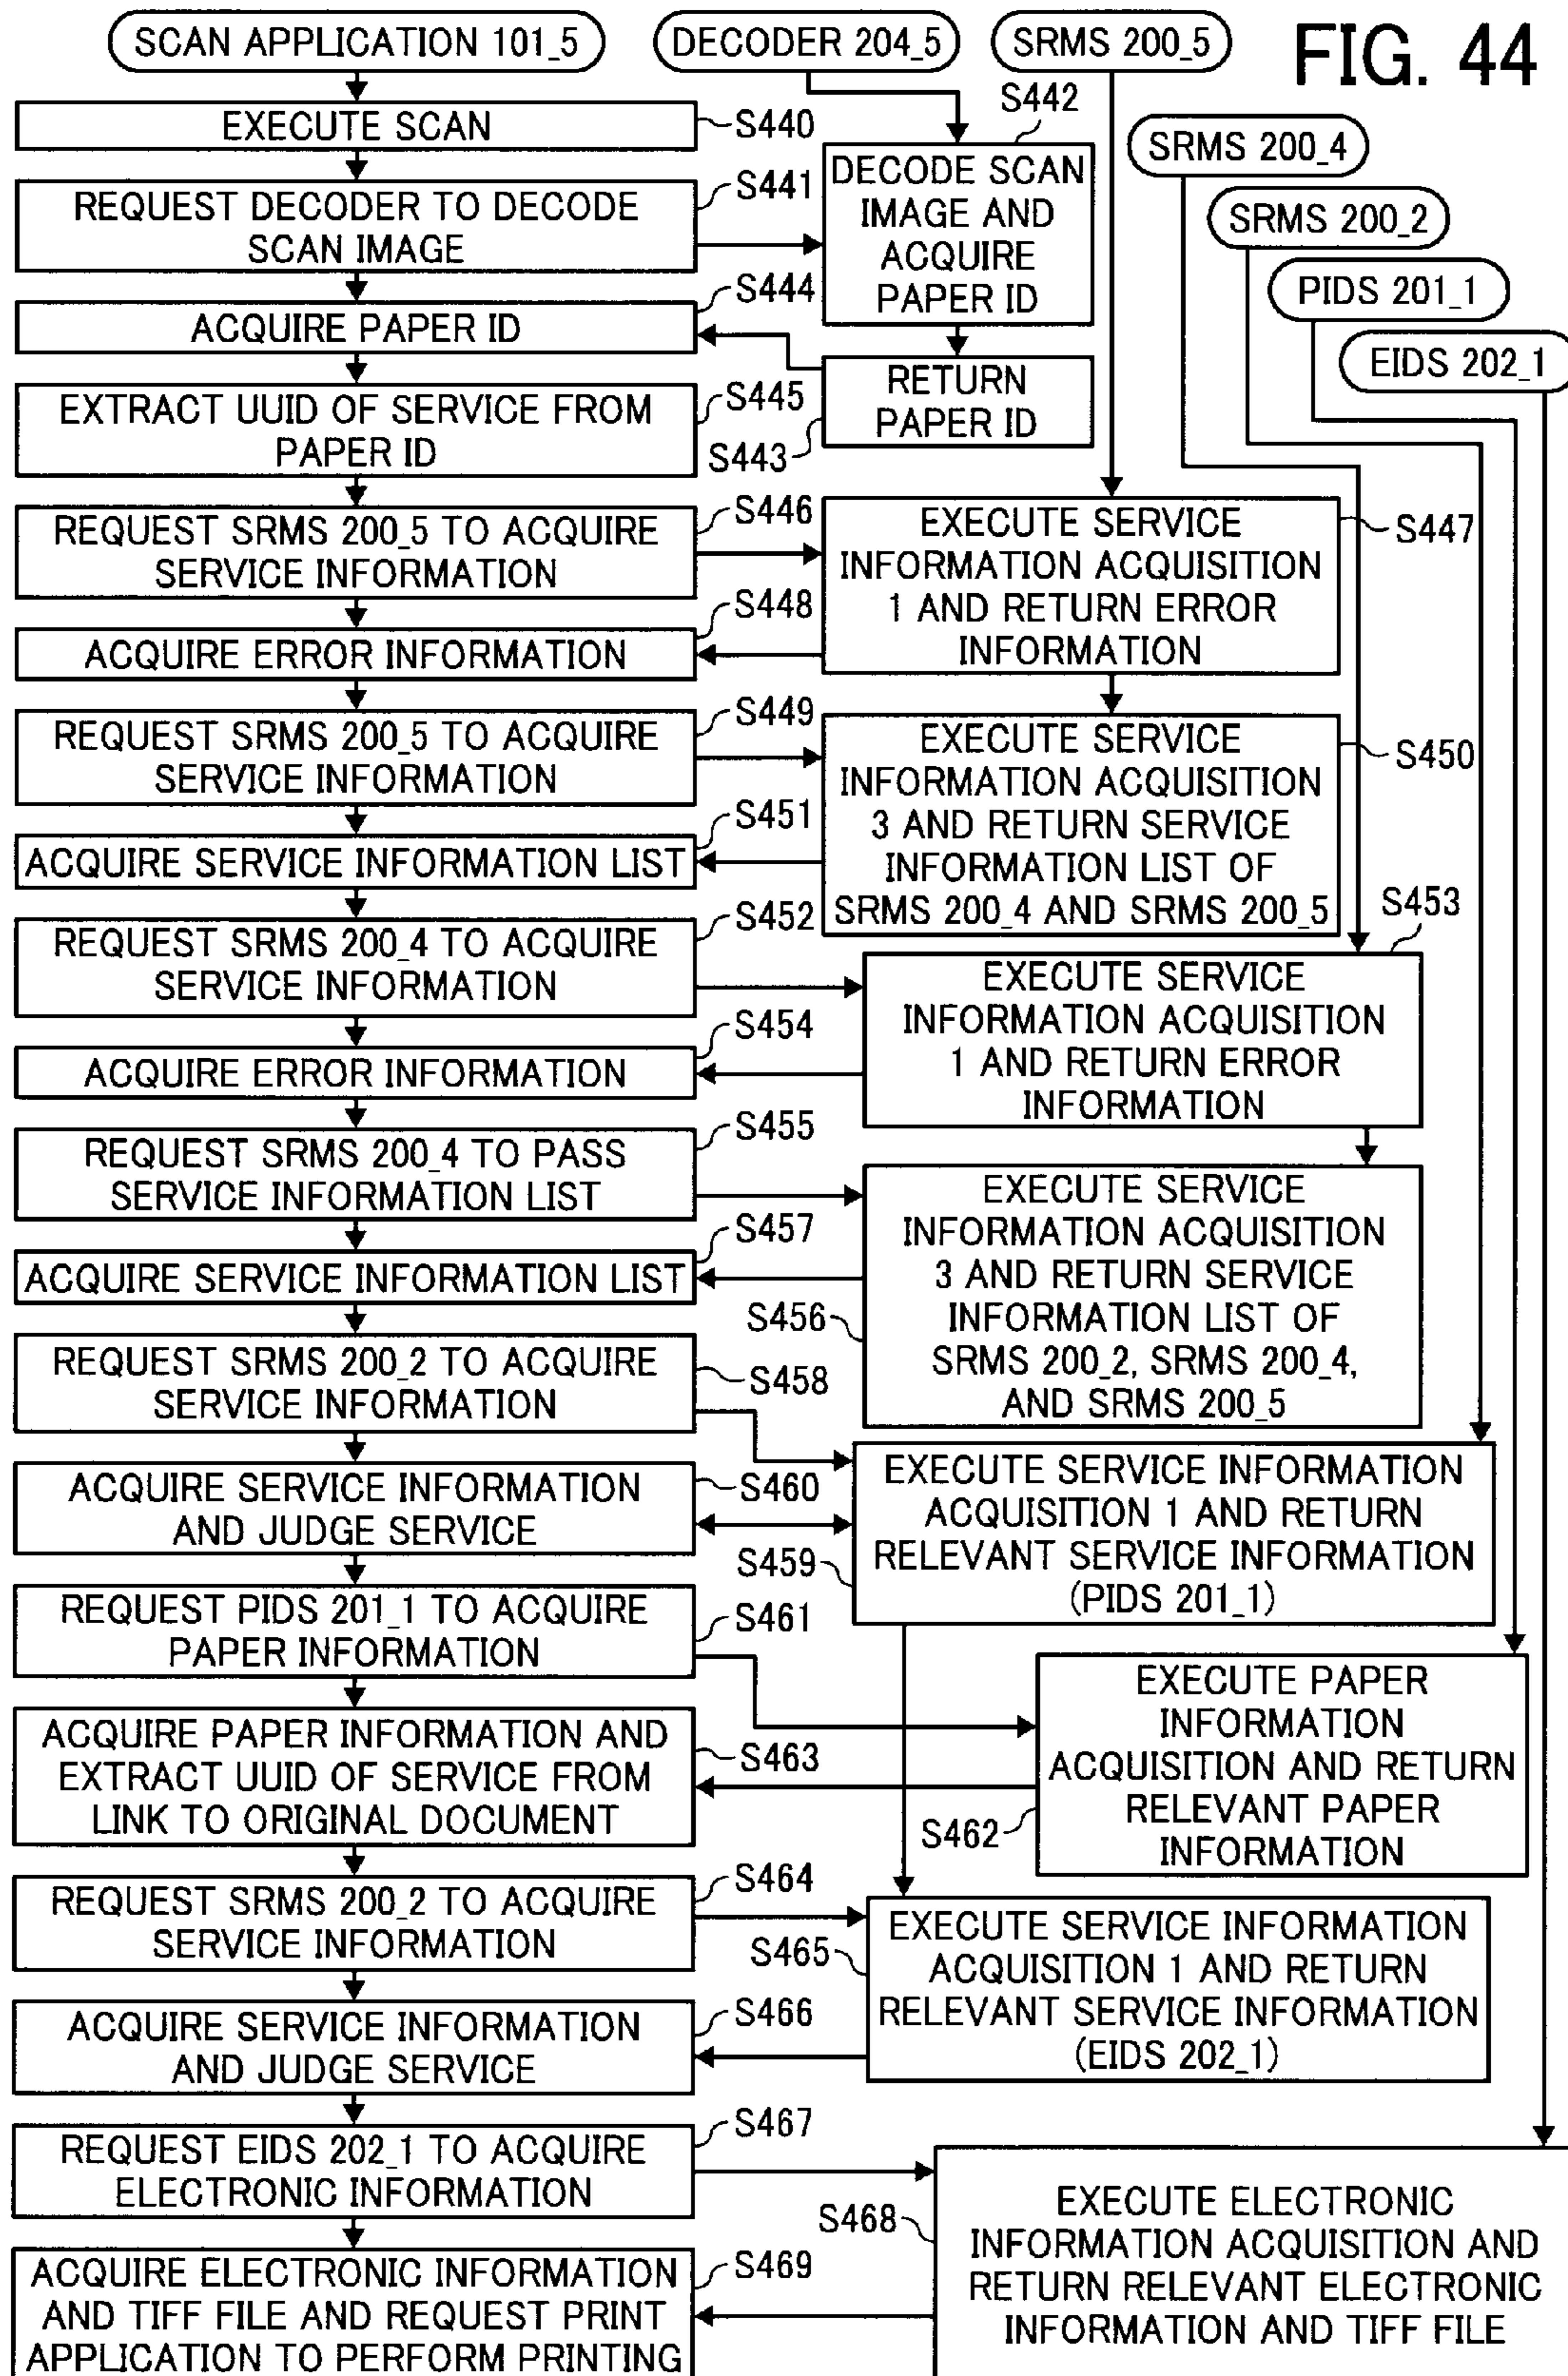 FIG. 44
SCAN APPLICATION 101_5
DECODER 204_5
SRMS 200_5
SRMS 200_4
SRMS 200_2
PIDS 201_1
EIDS 202_1
EXECUTE SCAN
S440
REQUEST DECODER TO DECODE
SCAN IMAGE
S441
S442
DECODE SCAN
IMAGE AND
ACQUIRE
PAPER ID
RETURN
PAPER ID
S443
ACQUIRE PAPER ID
S444
EXTRACT UUID OF SERVICE FROM
PAPER ID
S445
REQUEST SRMS 200_5 TO ACQUIRE
SERVICE INFORMATION
S446
EXECUTE SERVICE
INFORMATION ACQUISITION
1 AND RETURN ERROR
INFORMATION
S447
ACQUIRE ERROR INFORMATION
S448
REQUEST SRMS 200_5 TO ACQUIRE
SERVICE INFORMATION
S449
EXECUTE SERVICE
INFORMATION ACQUISITION
3 AND RETURN SERVICE
INFORMATION LIST OF
SRMS 200_4 AND SRMS 200_5
S450
ACQUIRE SERVICE INFORMATION LIST
S451
REQUEST SRMS 200_4 TO ACQUIRE
SERVICE INFORMATION
S452
S453
EXECUTE SERVICE
INFORMATION ACQUISITION
1 AND RETURN ERROR
INFORMATION
ACQUIRE ERROR INFORMATION
S454
REQUEST SRMS 200_4 TO PASS
SERVICE INFORMATION LIST
S455
EXECUTE SERVICE
INFORMATION ACQUISITION
3 AND RETURN SERVICE
INFORMATION LIST OF
SRMS 200_2, SRMS 200_4,
AND SRMS 200_5
S456
ACQUIRE SERVICE INFORMATION LIST
S457
REQUEST SRMS 200_2 TO ACQUIRE
SERVICE INFORMATION
S458
EXECUTE SERVICE INFORMATION
ACQUISITION 1 AND RETURN
RELEVANT SERVICE INFORMATION
(PIDS 201_1)
S459
ACQUIRE SERVICE INFORMATION
AND JUDGE SERVICE
S460
REQUEST PIDS 201_1 TO ACQUIRE
PAPER INFORMATION
S461
EXECUTE PAPER
INFORMATION
ACQUISITION AND RETURN
RELEVANT PAPER
INFORMATION
S462
ACQUIRE PAPER INFORMATION AND
EXTRACT UUID OF SERVICE FROM
LINK TO ORIGINAL DOCUMENT
S463
REQUEST SRMS 200_2 TO ACQUIRE
SERVICE INFORMATION
S464
EXECUTE SERVICE INFORMATION
ACQUISITION 1 AND RETURN
RELEVANT SERVICE INFORMATION
(EIDS 202_1)
S465
ACQUIRE SERVICE INFORMATION
AND JUDGE SERVICE
S466
REQUEST EIDS 202_1 TO ACQUIRE
ELECTRONIC INFORMATION
S467
EXECUTE ELECTRONIC
INFORMATION ACQUISITION AND
RETURN RELEVANT ELECTRONIC
INFORMATION AND TIFF FILE
S468
ACQUIRE ELECTRONIC INFORMATION
AND TIFF FILE AND REQUEST PRINT
APPLICATION TO PERFORM PRINTING
S469